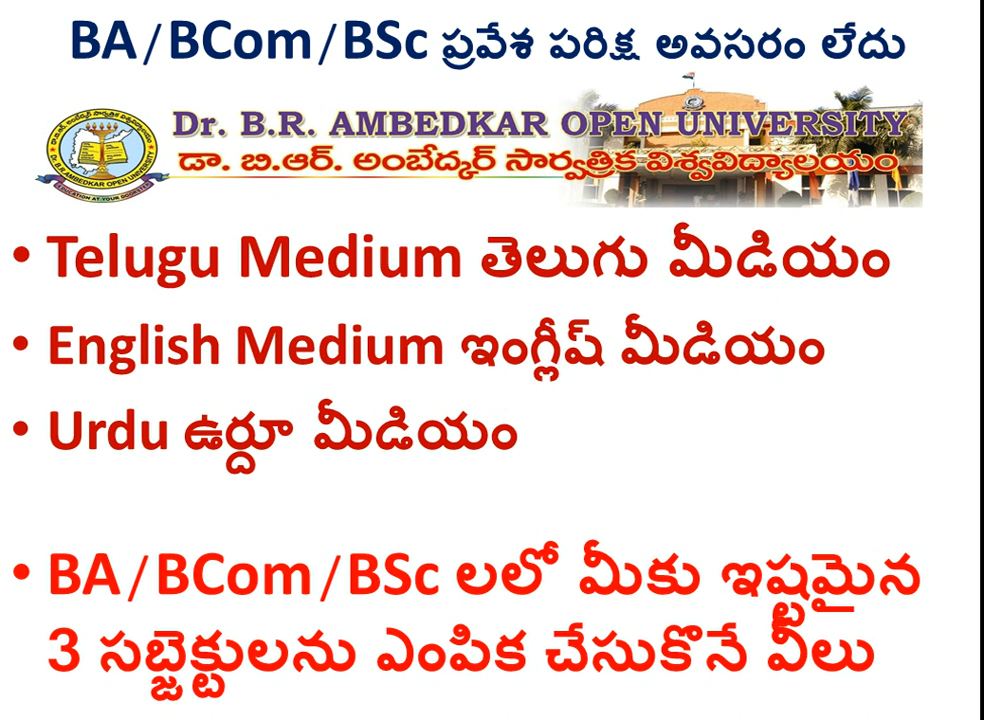 BA/BCom/BSc ప్రవేశ పరిక్ష అవసరం లేదు
Dr. B.R. AMBEDKAR OPEN UNIVERSITY
డా. బి.ఆర్. అంబేద్కర్ సార్వత్రిక విశ్వవిద్యాలయం
• Telugu Medium తెలుగు మీడియం
• English Medium ఇంగ్లీష్ మీడియం
• Urdu ఉర్దూ మీడియం
• BA/BCom/BSc లలో మీకు ఇష్టమైన
3 సబ్జెక్టులను ఎంపిక చేసుకొనే వీలు